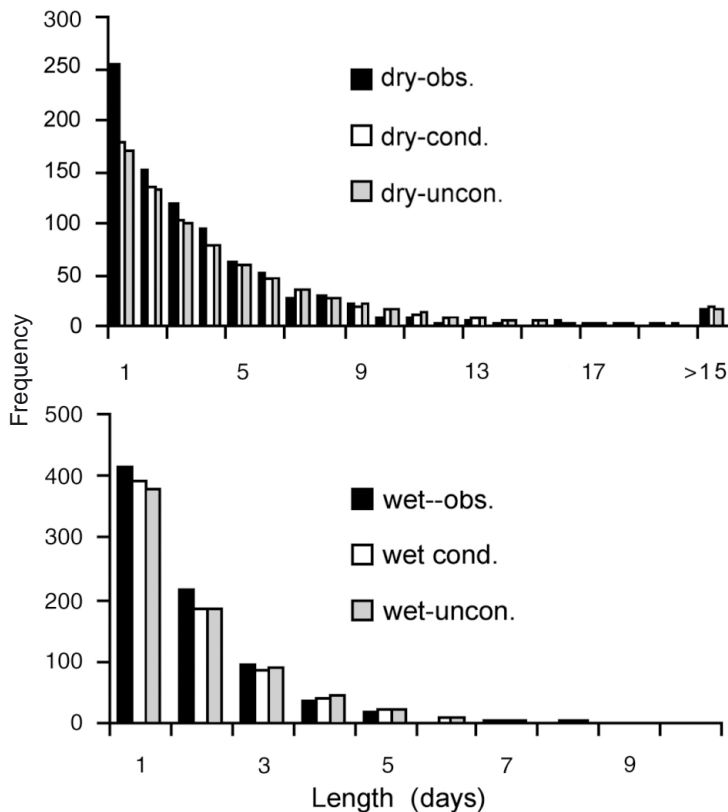 300
250
200
150
100
50
0
dry-obs.
dry-cond.
dry-uncon.
1 5 9 13 17 >15
Frequency
500
400
300
200
100
0
wet--obs.
wet cond.
wet-uncon.
1 3 5 7 9
Length (days)